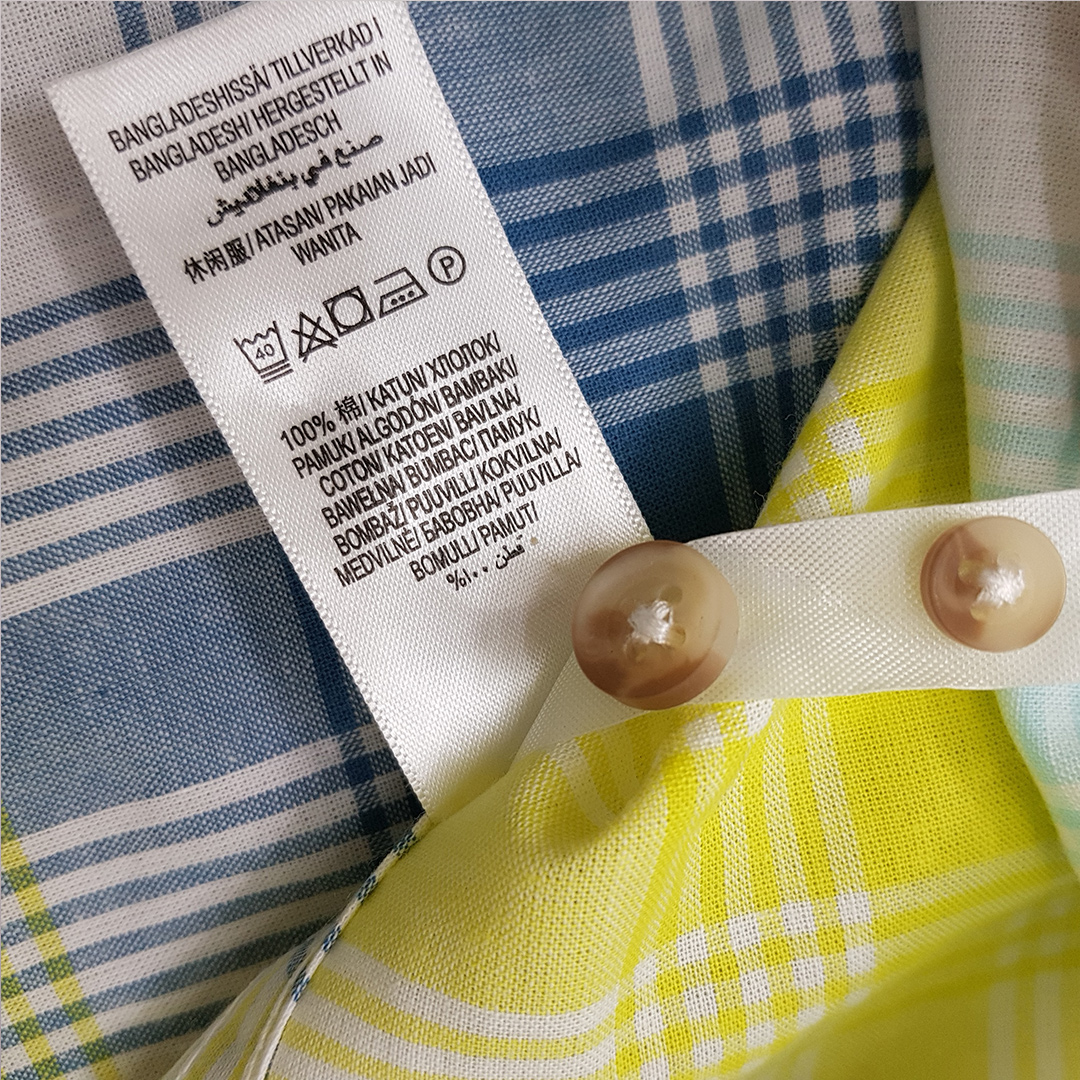 BANGLADESHISSÄ/ TILLVERKAD I
BANGLADESH/ HERGESTELLT IN
BANGLADESCH
صنع في بنغلاديش
休闲服/ ATASAN/ PAKAIAN JADI
WANITA
40
P
100% 棉/ KATUN/ ХЛОПОК/
PAMUK/ ALGODÓN/ BAMBAKI/
COTON/ KATOEN/ BAVLNA/
BAWEŁNA/ BUMBAC/ ПАМУК/
BOMBAŽ/ PUUVILL/ KOKVILNA/
MEDVILNĖ/ БАВОВНА/ PUUVILLA/
BOMULL/ PAMUT/
٪١٠٠ قطن